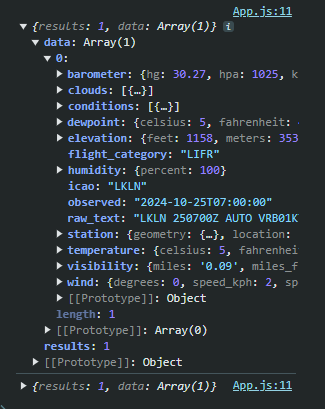 App.js:11
▼ {results: 1, data: Array(1)} i
▼ data: Array(1)
▼ 0:
▶ barometer: {hg: 30.27, hpa: 1025, k
▶ clouds: [{…}]
▶ conditions: [{…}]
▶ dewpoint: {celsius: 5, fahrenheit:
▶ elevation: {feet: 1158, meters: 353
flight_category: "LIFR"
▶ humidity: {percent: 100}
icao: "LKLN"
observed: "2024-10-25T07:00:00"
raw_text: "LKLN 250700Z AUTO VRB01K
▶ station: {geometry: {…}, location:
▶ temperature: {celsius: 5, fahrenhei
▶ visibility: {miles: '0.09', miles_f
▶ wind: {degrees: 0, speed_kph: 2, sp
▶ [[Prototype]]: Object
length: 1
▶ [[Prototype]]: Array(0)
results: 1
▶ [[Prototype]]: Object
▶ {results: 1, data: Array(1)} App.js:11